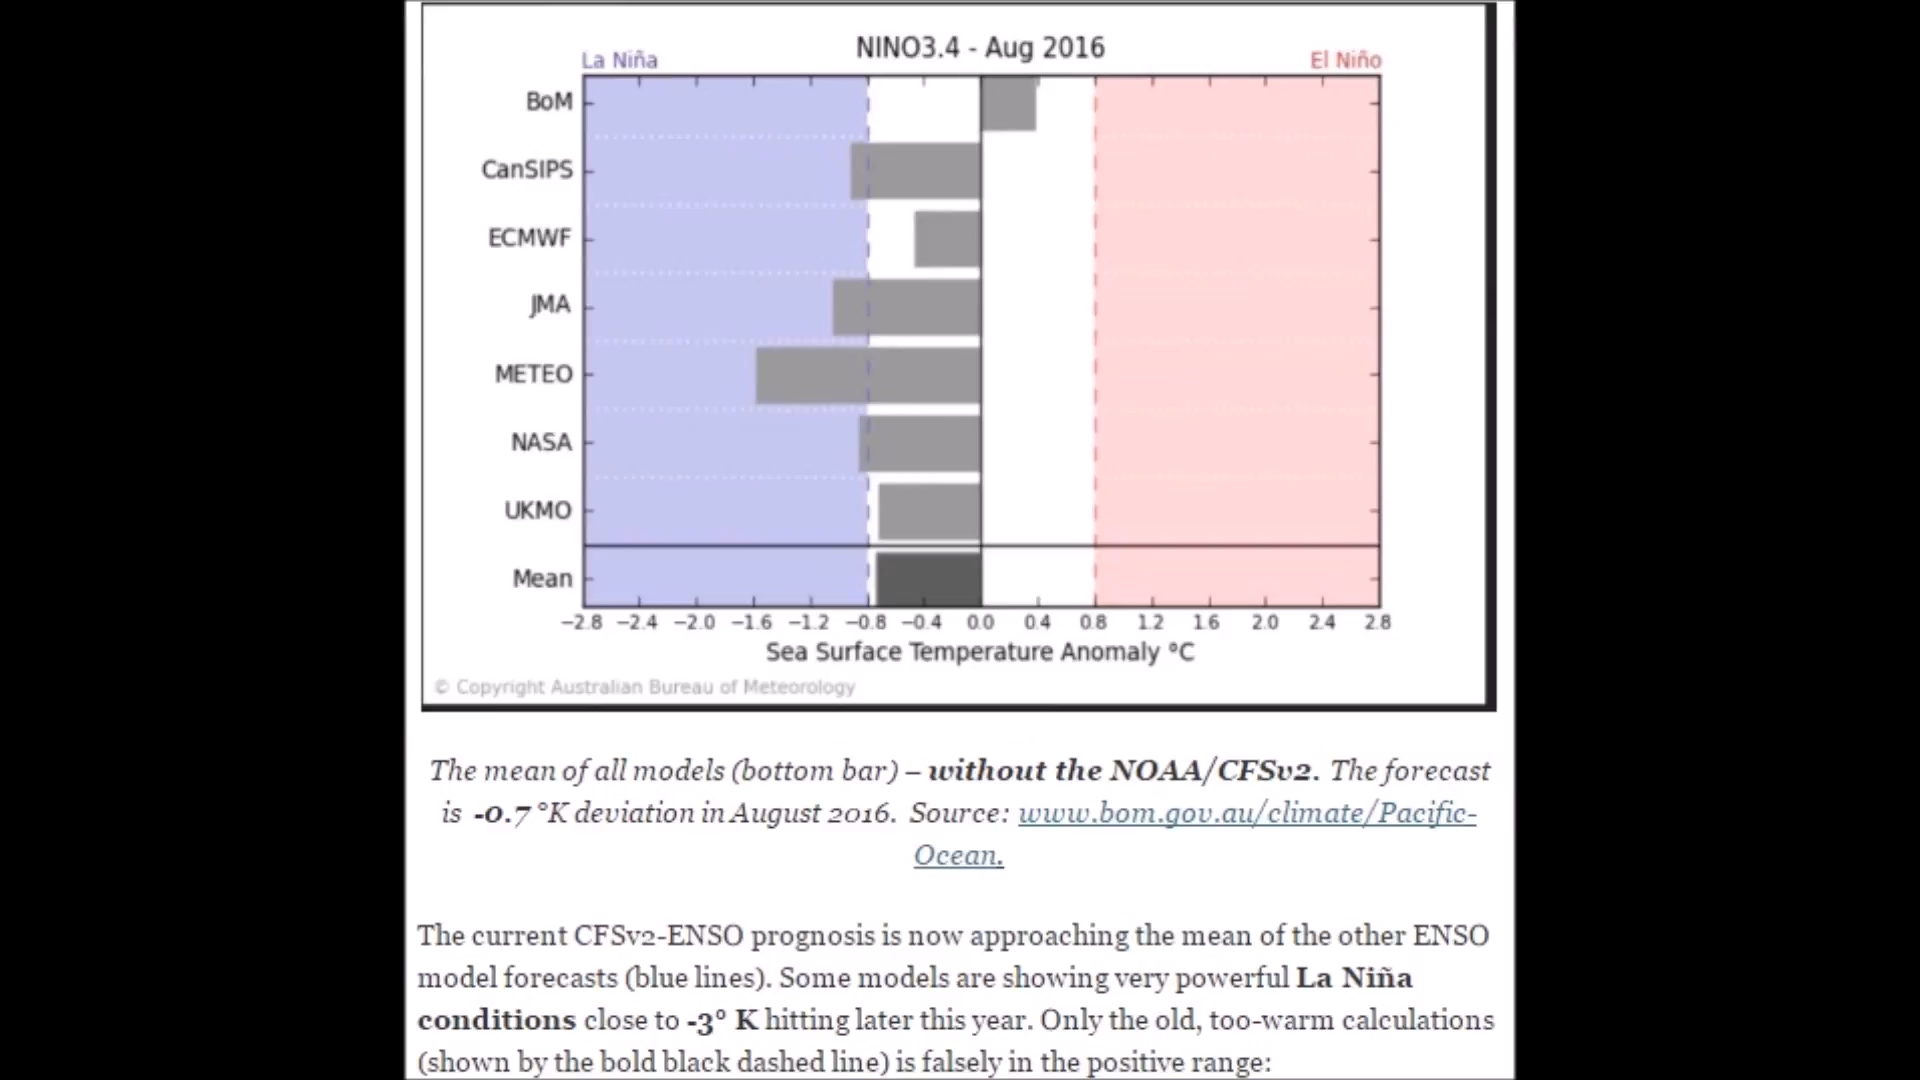 NINO3.4 - Aug 2016
La Niña
El Niño
BoM
CanSIPS
ECMWF
JMA
METEO
NASA
UKMO
Mean
−2.8 −2.4 −2.0 −1.6 −1.2 −0.8 −0.4 0.0 0.4 0.8 1.2 1.6 2.0 2.4 2.8
Sea Surface Temperature Anomaly °C
© Copyright Australian Bureau of Meteorology
The mean of all models (bottom bar) – without the NOAA/CFSv2. The forecast
is -0.7 °K deviation in August 2016. Source: www.bom.gov.au/climate/Pacific-
Ocean.
The current CFSv2-ENSO prognosis is now approaching the mean of the other ENSO
model forecasts (blue lines). Some models are showing very powerful La Niña
conditions close to -3° K hitting later this year. Only the old, too-warm calculations
(shown by the bold black dashed line) is falsely in the positive range: